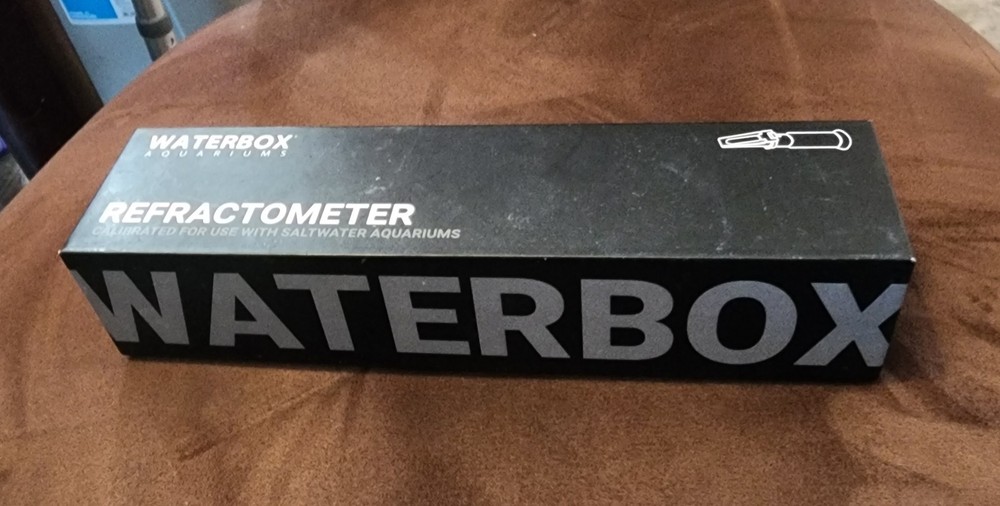 WATERBOX
AQUARIUMS
REFRACTOMETER
CALIBRATED FOR USE WITH SALTWATER AQUARIUMS
WATERBOX